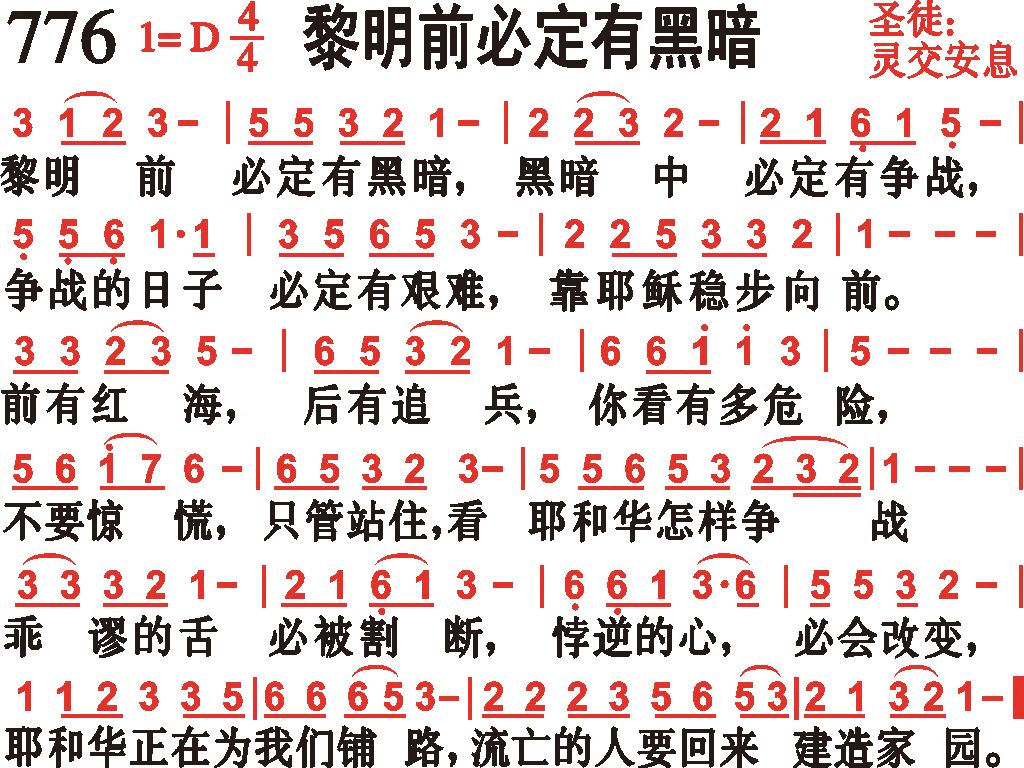 776 1=D 4/4 黎明前必定有黑暗 圣徒:
灵交安息
3 1 2 3 – | 5 5 3 2 1 – | 2 2 3 2 – | 2 1 6 1 5 – |
黎明 前 必定有黑暗, 黑暗 中 必定有争战,
5 5 6 1·1 | 3 5 6 5 3 – | 2 2 5 3 3 2 | 1 – – – |
争战的日子 必定有艰难, 靠耶稣稳步向前。
3 3 2 3 5 – | 6 5 3 2 1 – | 6 6 1 1 3 | 5 – – – |
前有红 海, 后有追 兵, 你看有多危 险,
5 6 1 7 6 – | 6 5 3 2 3 – | 5 5 6 5 3 2 3 2 | 1 – – – |
不要惊 慌, 只管站住,看 耶和华怎样争 战
3 3 3 2 1 – | 2 1 6 1 3 – | 6 6 1 3·6 | 5 5 3 2 – |
乖 谬的舌 必被割 断, 悖逆的心, 必会改变,
1 1 2 3 3 5 | 6 6 6 5 3 – | 2 2 2 3 5 6 5 3 | 2 1 3 2 1 –
耶和华正在为我们铺 路,流亡的人要回来 建造家 园。